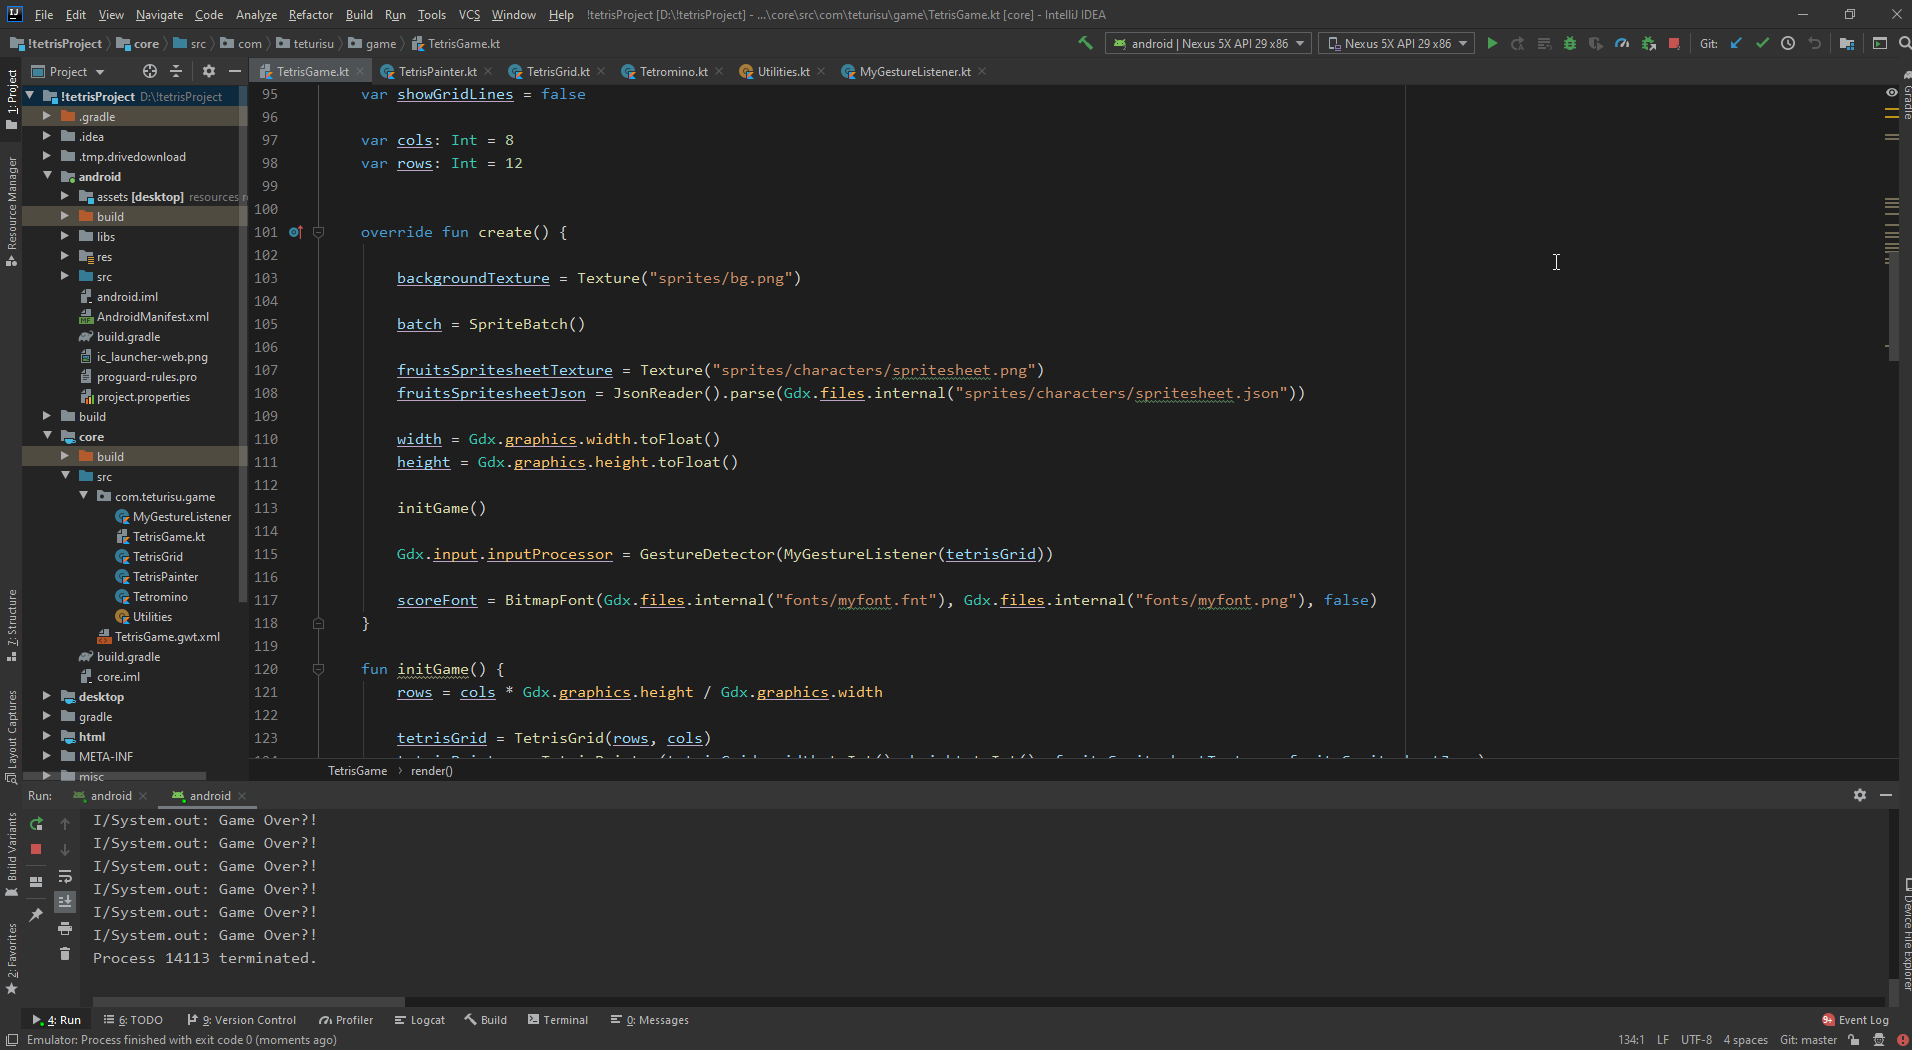 File Edit View Navigate Code Analyze Refactor Build Run Tools VCS Window Help !tetrisProject [D:\!tetrisProject] - ...\core\src\com\teturisu\game\TetrisGame.kt [core] - IntelliJ IDEA
!tetrisProject core src com teturisu game TetrisGame.kt android | Nexus 5X API 29 x86 Nexus 5X API 29 x86 Git:
Project TetrisGame.kt TetrisPainter.kt TetrisGrid.kt Tetromino.kt Utilities.kt MyGestureListener.kt
1: Project
Resource Manager
7: Structure
Layout Captures
Build Variants
2: Favorites
!tetrisProject D:\!tetrisProject
.gradle
.idea
.tmp.drivedownload
android
assets [desktop] resources r
build
libs
res
src
android.iml
AndroidManifest.xml
build.gradle
ic_launcher-web.png
proguard-rules.pro
project.properties
build
core
build
src
com.teturisu.game
MyGestureListener
TetrisGame.kt
TetrisGrid
TetrisPainter
Tetromino
Utilities
TetrisGame.gwt.xml
build.gradle
core.iml
desktop
gradle
html
META-INF
misc
95 var showGridLines = false
96
97 var cols: Int = 8
98 var rows: Int = 12
99
100
101 override fun create() {
102
103 backgroundTexture = Texture("sprites/bg.png")
104
105 batch = SpriteBatch()
106
107 fruitsSpritesheetTexture = Texture("sprites/characters/spritesheet.png")
108 fruitsSpritesheetJson = JsonReader().parse(Gdx.files.internal("sprites/characters/spritesheet.json"))
109
110 width = Gdx.graphics.width.toFloat()
111 height = Gdx.graphics.height.toFloat()
112
113 initGame()
114
115 Gdx.input.inputProcessor = GestureDetector(MyGestureListener(tetrisGrid))
116
117 scoreFont = BitmapFont(Gdx.files.internal("fonts/myfont.fnt"), Gdx.files.internal("fonts/myfont.png"), false)
118 }
119
120 fun initGame() {
121 rows = cols * Gdx.graphics.height / Gdx.graphics.width
122
123 tetrisGrid = TetrisGrid(rows, cols)
TetrisGame render()
Gradle
Device File Explorer
Run: android android
I/System.out: Game Over?!
I/System.out: Game Over?!
I/System.out: Game Over?!
I/System.out: Game Over?!
I/System.out: Game Over?!
I/System.out: Game Over?!
Process 14113 terminated.
4: Run 6: TODO 9: Version Control Profiler Logcat Build Terminal 0: Messages 9+ Event Log
Emulator: Process finished with exit code 0 (moments ago) 134:1 LF UTF-8 4 spaces Git: master